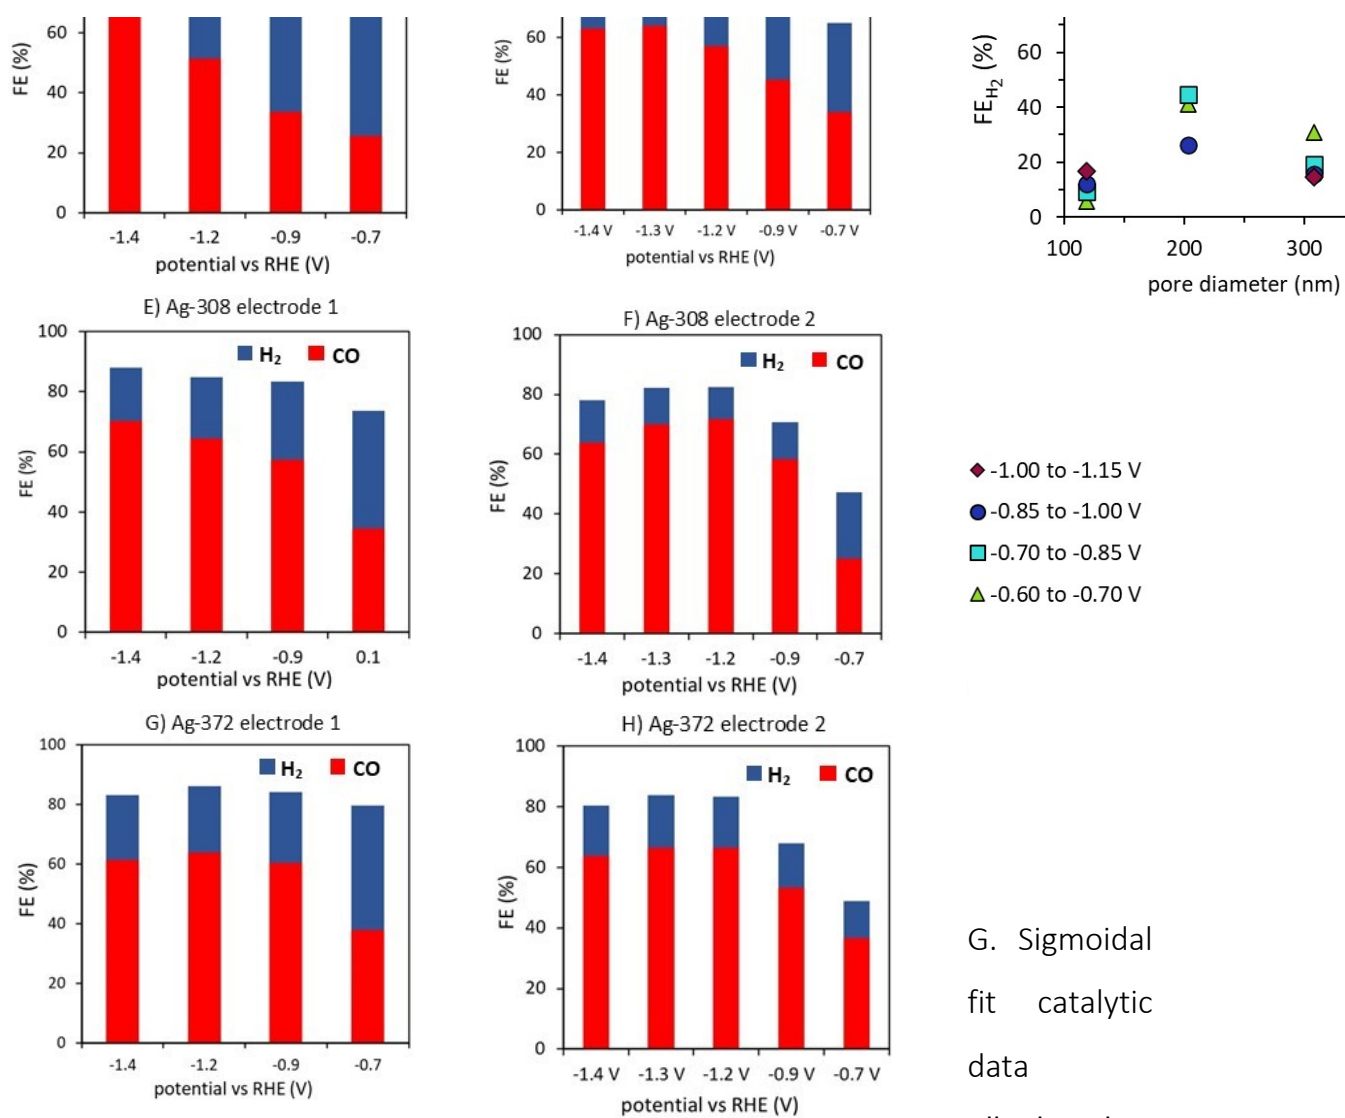 FE (%)
60
40
20
0
-1.4 -1.2 -0.9 -0.7
potential vs RHE (V)
FE (%)
60
40
20
0
-1.4 V -1.3 V -1.2 V -0.9 V -0.7 V
potential vs RHE (V)
FEH₂ (%)
60
40
20
0
100 200 300
pore diameter (nm)
E) Ag-308 electrode 1
H₂ CO
FE (%)
100
80
60
40
20
0
-1.4 -1.2 -0.9 0.1
potential vs RHE (V)
F) Ag-308 electrode 2
H₂ CO
FE (%)
100
80
60
40
20
0
-1.4 -1.3 -1.2 -0.9 -0.7
potential vs RHE (V)
-1.00 to -1.15 V
-0.85 to -1.00 V
-0.70 to -0.85 V
-0.60 to -0.70 V
G) Ag-372 electrode 1
H₂ CO
FE (%)
100
80
60
40
20
0
-1.4 -1.2 -0.9 -0.7
potential vs RHE (V)
H) Ag-372 electrode 2
H₂ CO
FE (%)
100
80
60
40
20
0
-1.4 V -1.3 V -1.2 V -0.9 V -0.7 V
potential vs RHE (V)
G. Sigmoidal
fit catalytic
data